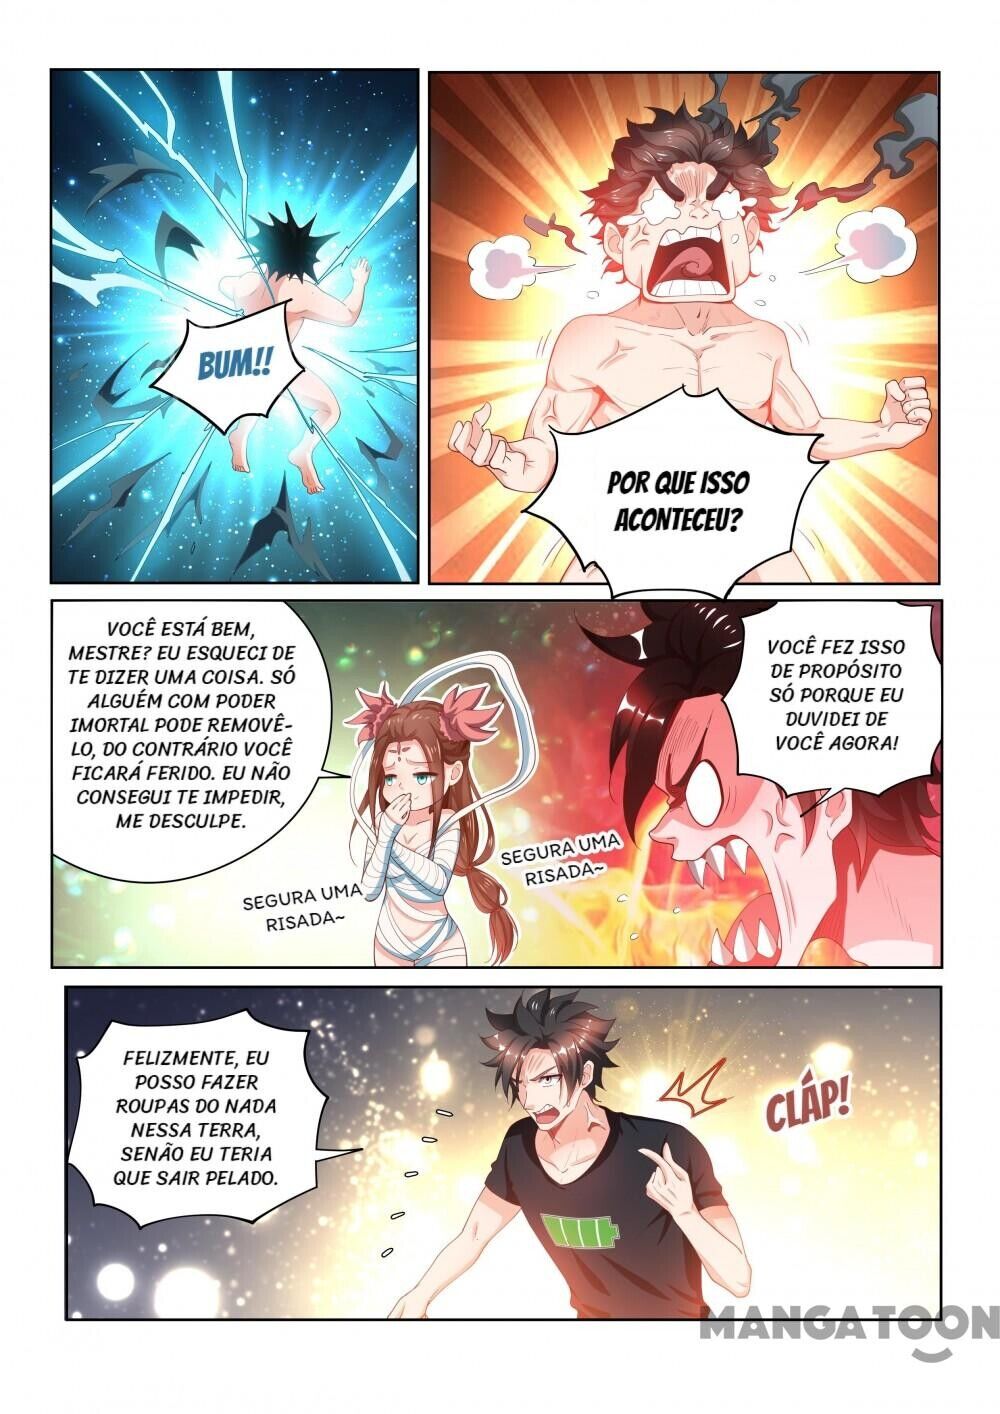 BUM!!
POR QUE ISSO
ACONTECEU?
VOCÊ ESTÁ BEM,
MESTRE? EU ESQUECI DE
TE DIZER UMA COISA. SÓ
ALGUÉM COM PODER
IMORTAL PODE REMOVÊ-
LO, DO CONTRÁRIO VOCÊ
FICARÁ FERIDO. EU NÃO
CONSEGUI TE IMPEDIR,
ME DESCULPE.
SEGURA UMA
RISADA~
SEGURA UMA
RISADA~
VOCÊ FEZ ISSO
DE PROPÓSITO
SÓ PORQUE EU
DUVIDEI DE
VOCÊ AGORA!
FELIZMENTE, EU
POSSO FAZER
ROUPAS DO NADA
NESSA TERRA,
SENÃO EU TERIA
QUE SAIR PELADO.
CLÁP!
MANGATOON